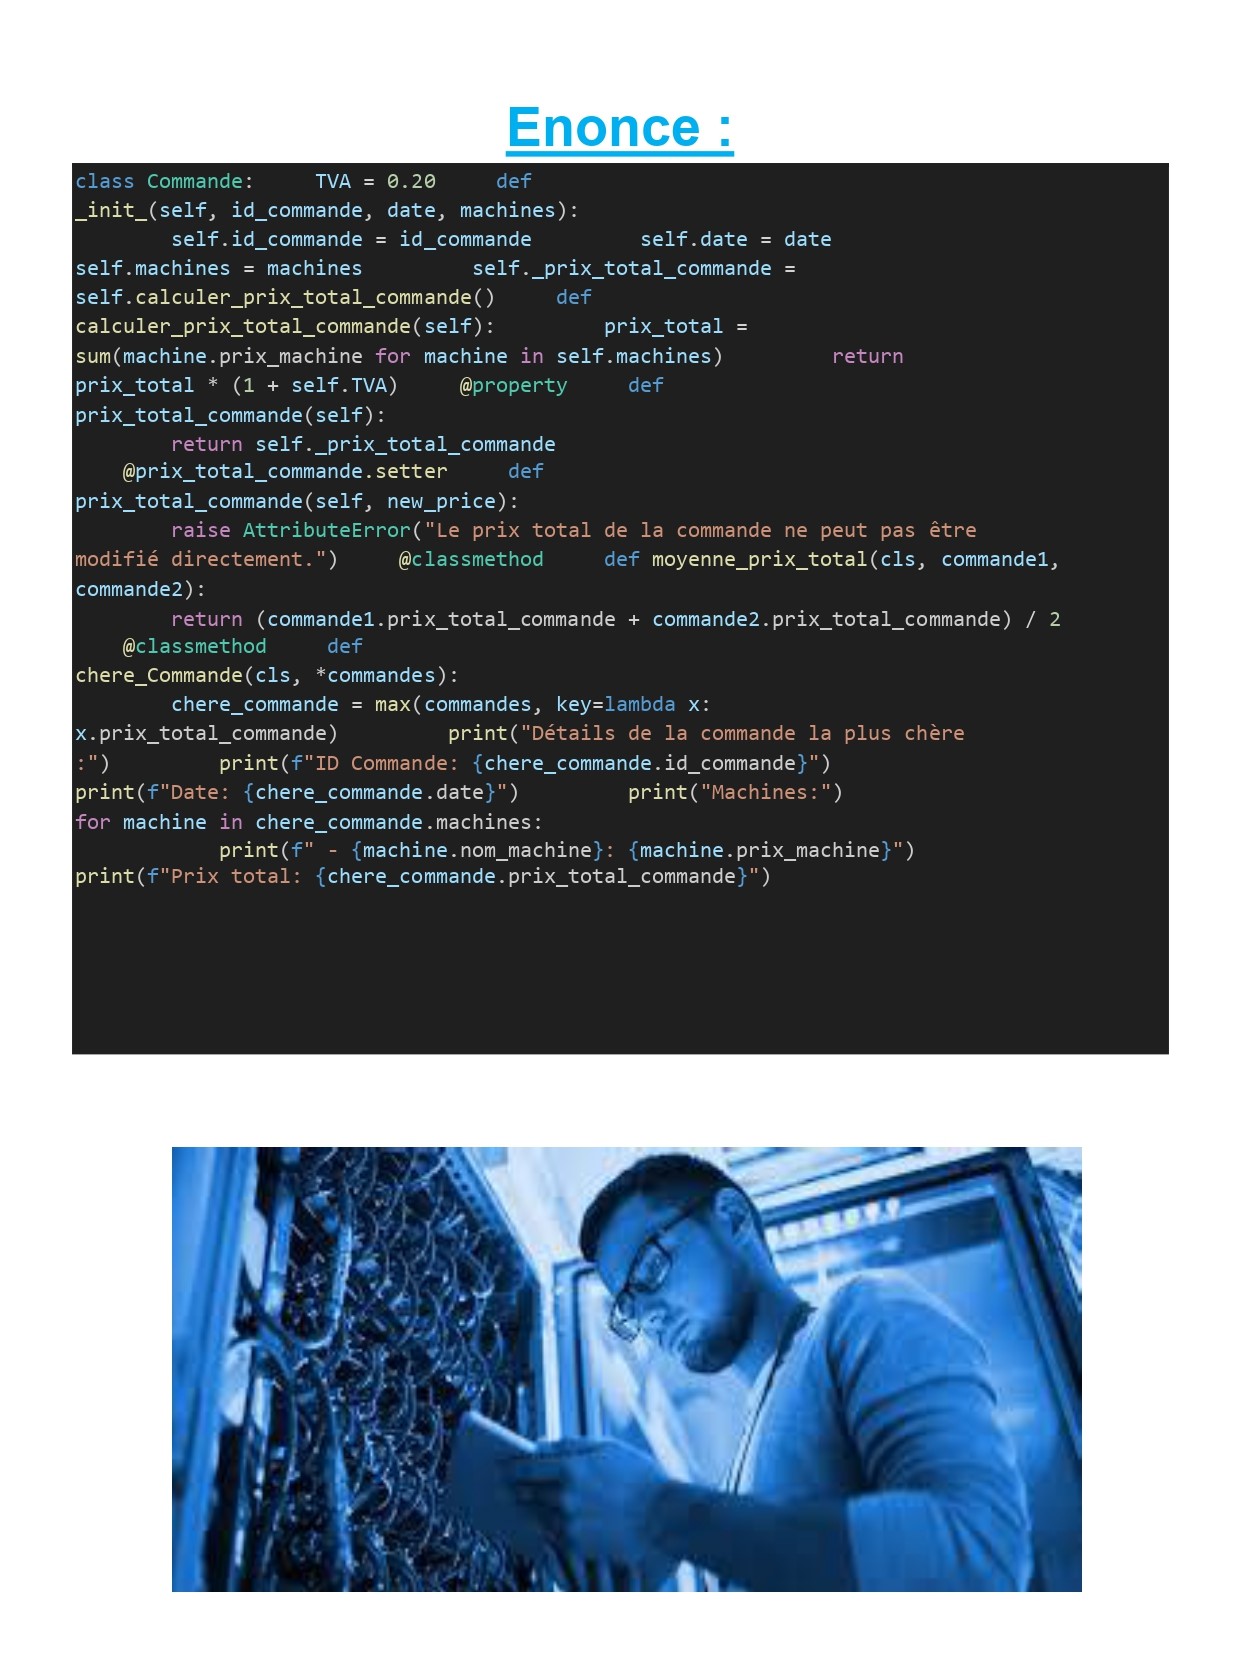 Enonce :
class Commande:     TVA = 0.20     def
_init_(self, id_commande, date, machines):
        self.id_commande = id_commande         self.date = date
self.machines = machines         self._prix_total_commande =
self.calculer_prix_total_commande()     def
calculer_prix_total_commande(self):         prix_total =
sum(machine.prix_machine for machine in self.machines)         return
prix_total * (1 + self.TVA)     @property     def
prix_total_commande(self):
        return self._prix_total_commande
    @prix_total_commande.setter     def
prix_total_commande(self, new_price):
        raise AttributeError("Le prix total de la commande ne peut pas être
modifié directement.")     @classmethod     def moyenne_prix_total(cls, commande1,
commande2):
        return (commande1.prix_total_commande + commande2.prix_total_commande) / 2
    @classmethod     def
chere_Commande(cls, *commandes):
        chere_commande = max(commandes, key=lambda x:
x.prix_total_commande)         print("Détails de la commande la plus chère
:")         print(f"ID Commande: {chere_commande.id_commande}")
print(f"Date: {chere_commande.date}")         print("Machines:")
for machine in chere_commande.machines:
            print(f" - {machine.nom_machine}: {machine.prix_machine}")
print(f"Prix total: {chere_commande.prix_total_commande}")